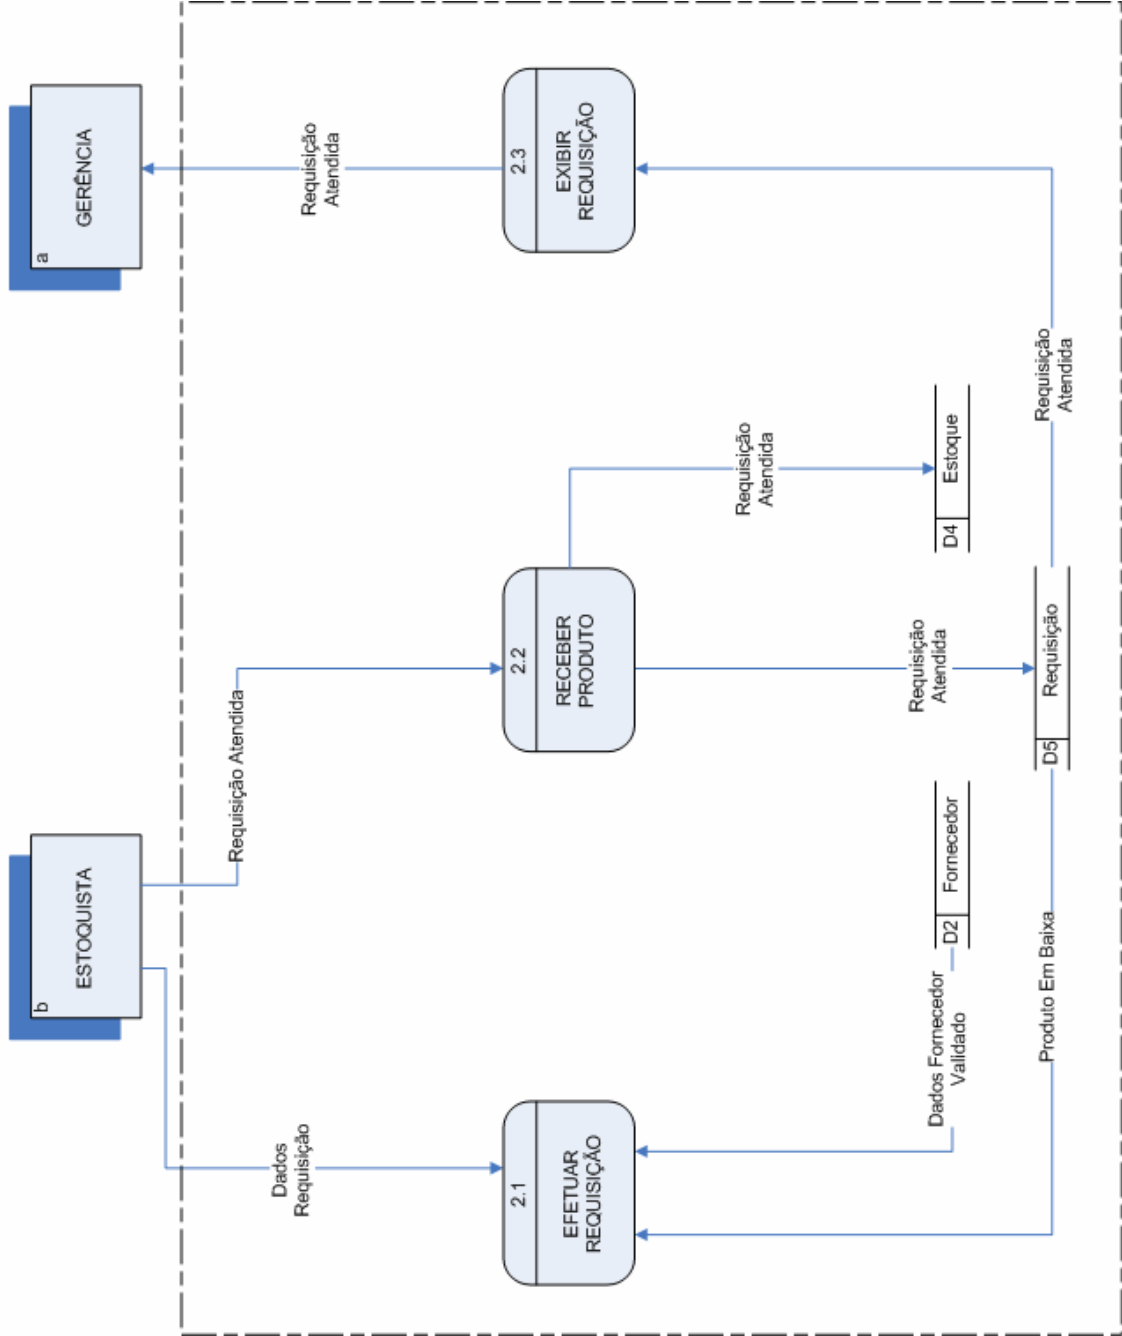 b
ESTOQUISTA
a
GERÊNCIA
Dados
Requisição
Requisição Atendida
Requisição
Atendida
2.1
EFETUAR
REQUISIÇÃO
2.2
RECEBER
PRODUTO
2.3
EXIBIR
REQUISIÇÃO
Requisição
Atendida
Dados Fornecedor
Validado
D2
Fornecedor
Requisição
Atendida
D4
Estoque
Produto Em Baixa
D5
Requisição
Requisição
Atendida